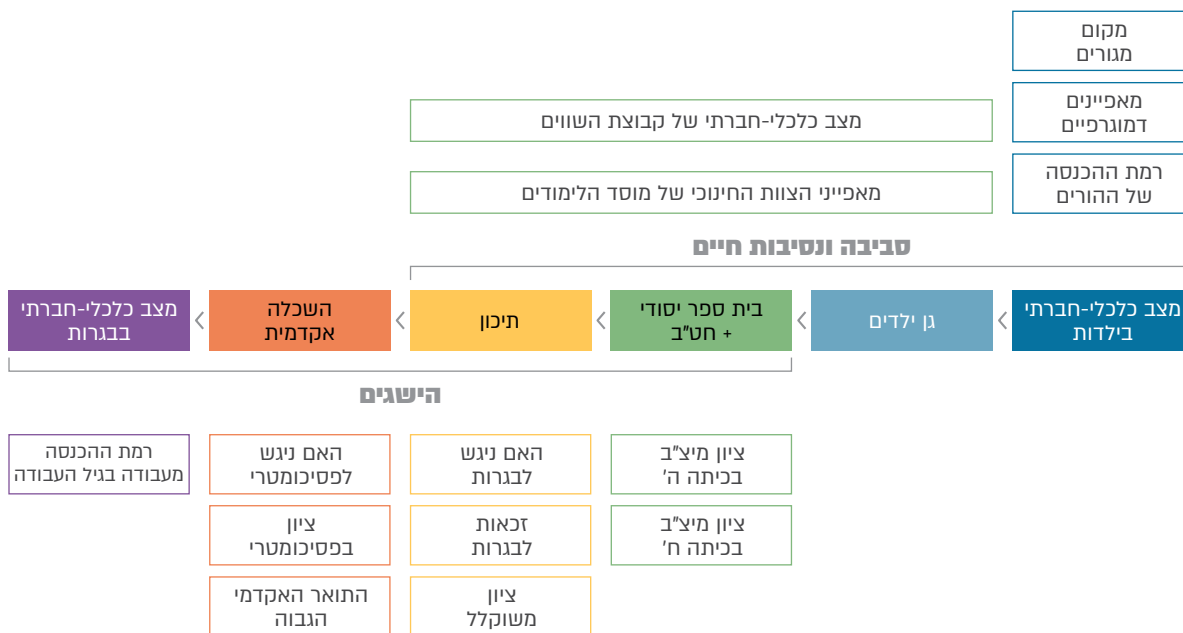 מקום
מגורים
מאפיינים
דמוגרפיים
מצב כלכלי-חברתי של קבוצת השווים
רמת ההכנסה
של ההורים
מאפייני הצוות החינוכי של מוסד הלימודים
סביבה ונסיבות חיים
מצב כלכלי-חברתי
בילדות
גן ילדים
בית ספר יסודי
+ חט"ב
תיכון
השכלה
אקדמית
מצב כלכלי-חברתי
בבגרות
הישגים
ציון מיצ"ב
בכיתה ה'
האם ניגש
לבגרות
האם ניגש
לפסיכומטרי
רמת ההכנסה
מעבודה בגיל העבודה
ציון מיצ"ב
בכיתה ח'
זכאות
לבגרות
ציון
בפסיכומטרי
ציון
משוקלל
התואר האקדמי
הגבוה